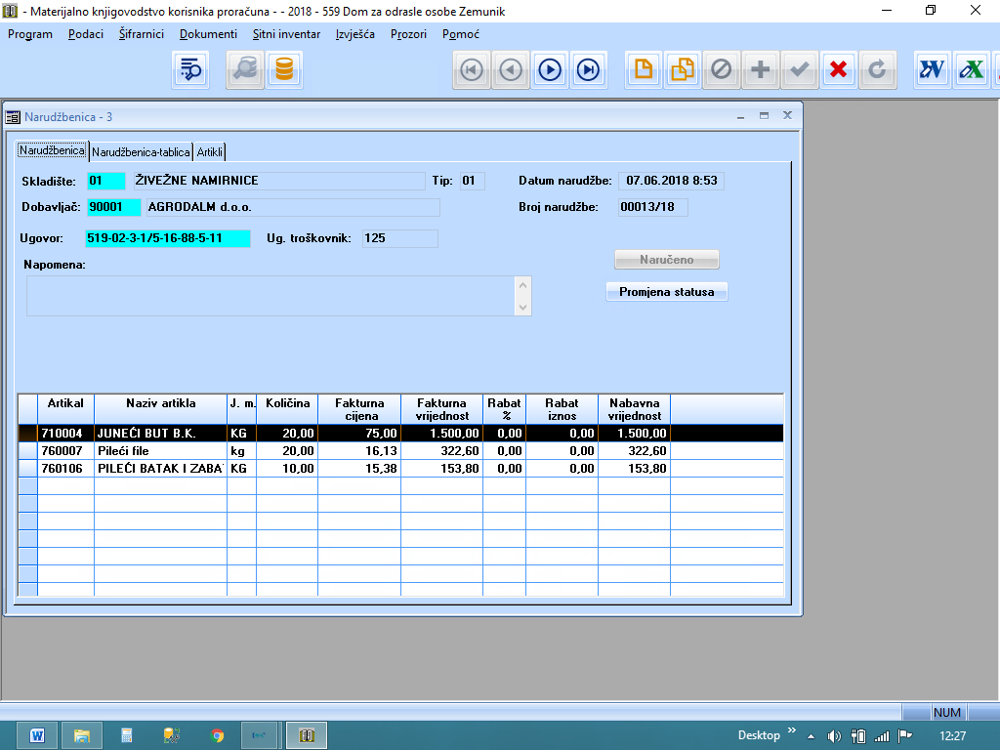 - Materijalno knjigovodstvo korisnika proračuna - - 2018 - 559 Dom za odrasle osobe Zemunik
Program Podaci Šifrarnici Dokumenti Sitni inventar Izvješća Prozori Pomoć
Narudžbenica - 3
Narudžbenica Narudžbenica-tablica Artikli
Skladište: 01 ŽIVEŽNE NAMIRNICE Tip: 01 Datum narudžbe: 07.06.2018 8:53
Dobavljač: 90001 AGRODALM d.o.o. Broj narudžbe: 00013/18
Ugovor: 519-02-3-1/5-16-88-5-11 Ug. troškovnik: 125
Napomena:
Naručeno
Promjena statusa
Artikal Naziv artikla J. m. Količina Fakturna cijena Fakturna vrijednost Rabat % Rabat iznos Nabavna vrijednost
710004 JUNEĆI BUT B.K. KG 20,00 75,00 1.500,00 0,00 0,00 1.500,00
760007 Pileći file kg 20,00 16,13 322,60 0,00 0,00 322,60
760106 PILEĆI BATAK I ZABA KG 10,00 15,38 153,80 0,00 0,00 153,80
NUM
Desktop 12:27